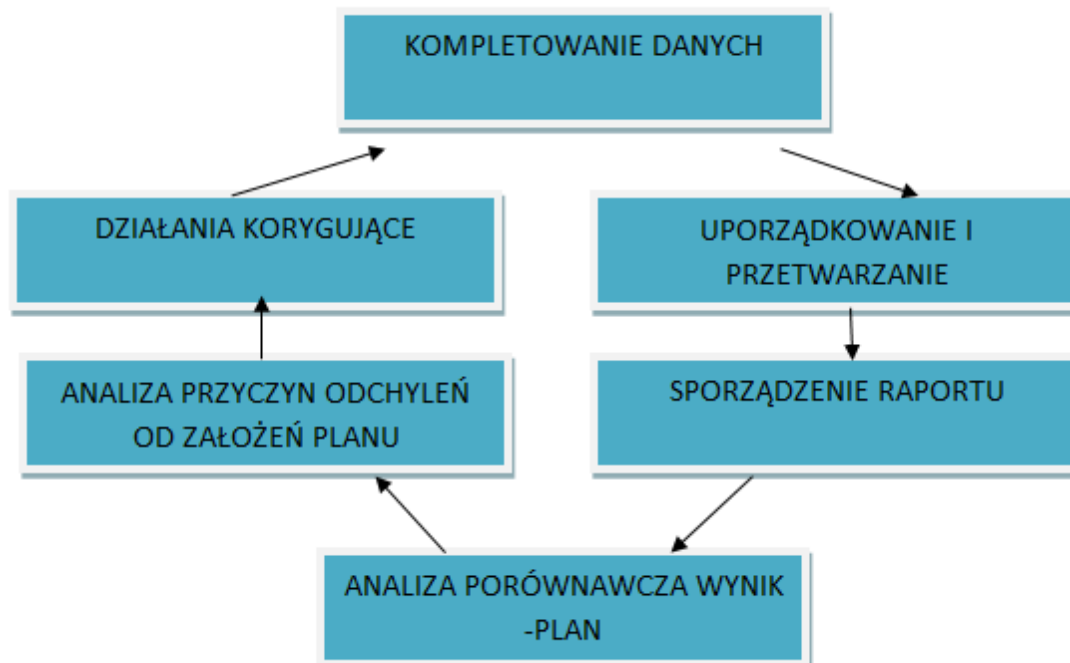 KOMPLETOWANIE DANYCH
DZIAŁANIA KORYGUJĄCE
UPORZĄDKOWANIE I
PRZETWARZANIE
ANALIZA PRZYCZYN ODCHYLEŃ
OD ZAŁOŻEŃ PLANU
SPORZĄDZENIE RAPORTU
ANALIZA PORÓWNAWCZA WYNIK
-PLAN